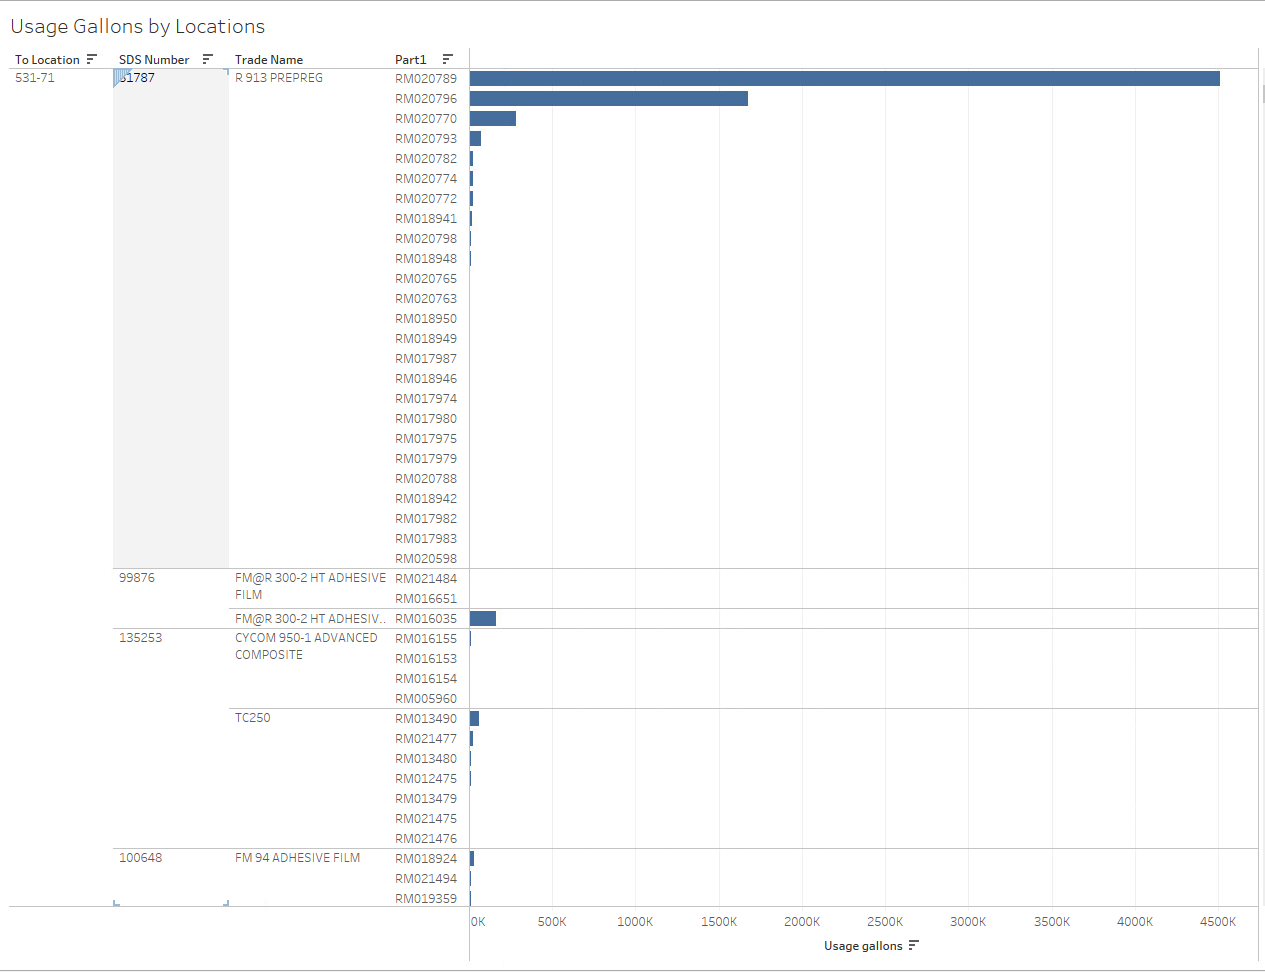 Usage Gallons by Locations
To Location SDS Number Trade Name Part1
531-71 51787 R 913 PREPREG RM020789
RM020796
RM020770
RM020793
RM020782
RM020774
RM020772
RM018941
RM020798
RM018948
RM020765
RM020763
RM018950
RM018949
RM017987
RM018946
RM017974
RM017980
RM017975
RM017979
RM020788
RM018942
RM017982
RM017983
RM020598
99876 FM@R 300-2 HT ADHESIVE RM021484
FILM RM016651
FM@R 300-2 HT ADHESIV.. RM016035
135253 CYCOM 950-1 ADVANCED RM016155
COMPOSITE RM016153
RM016154
RM005960
TC250 RM013490
RM021477
RM013480
RM012475
RM013479
RM021475
RM021476
100648 FM 94 ADHESIVE FILM RM018924
RM021494
RM019359
0K 500K 1000K 1500K 2000K 2500K 3000K 3500K 4000K 4500K
Usage gallons